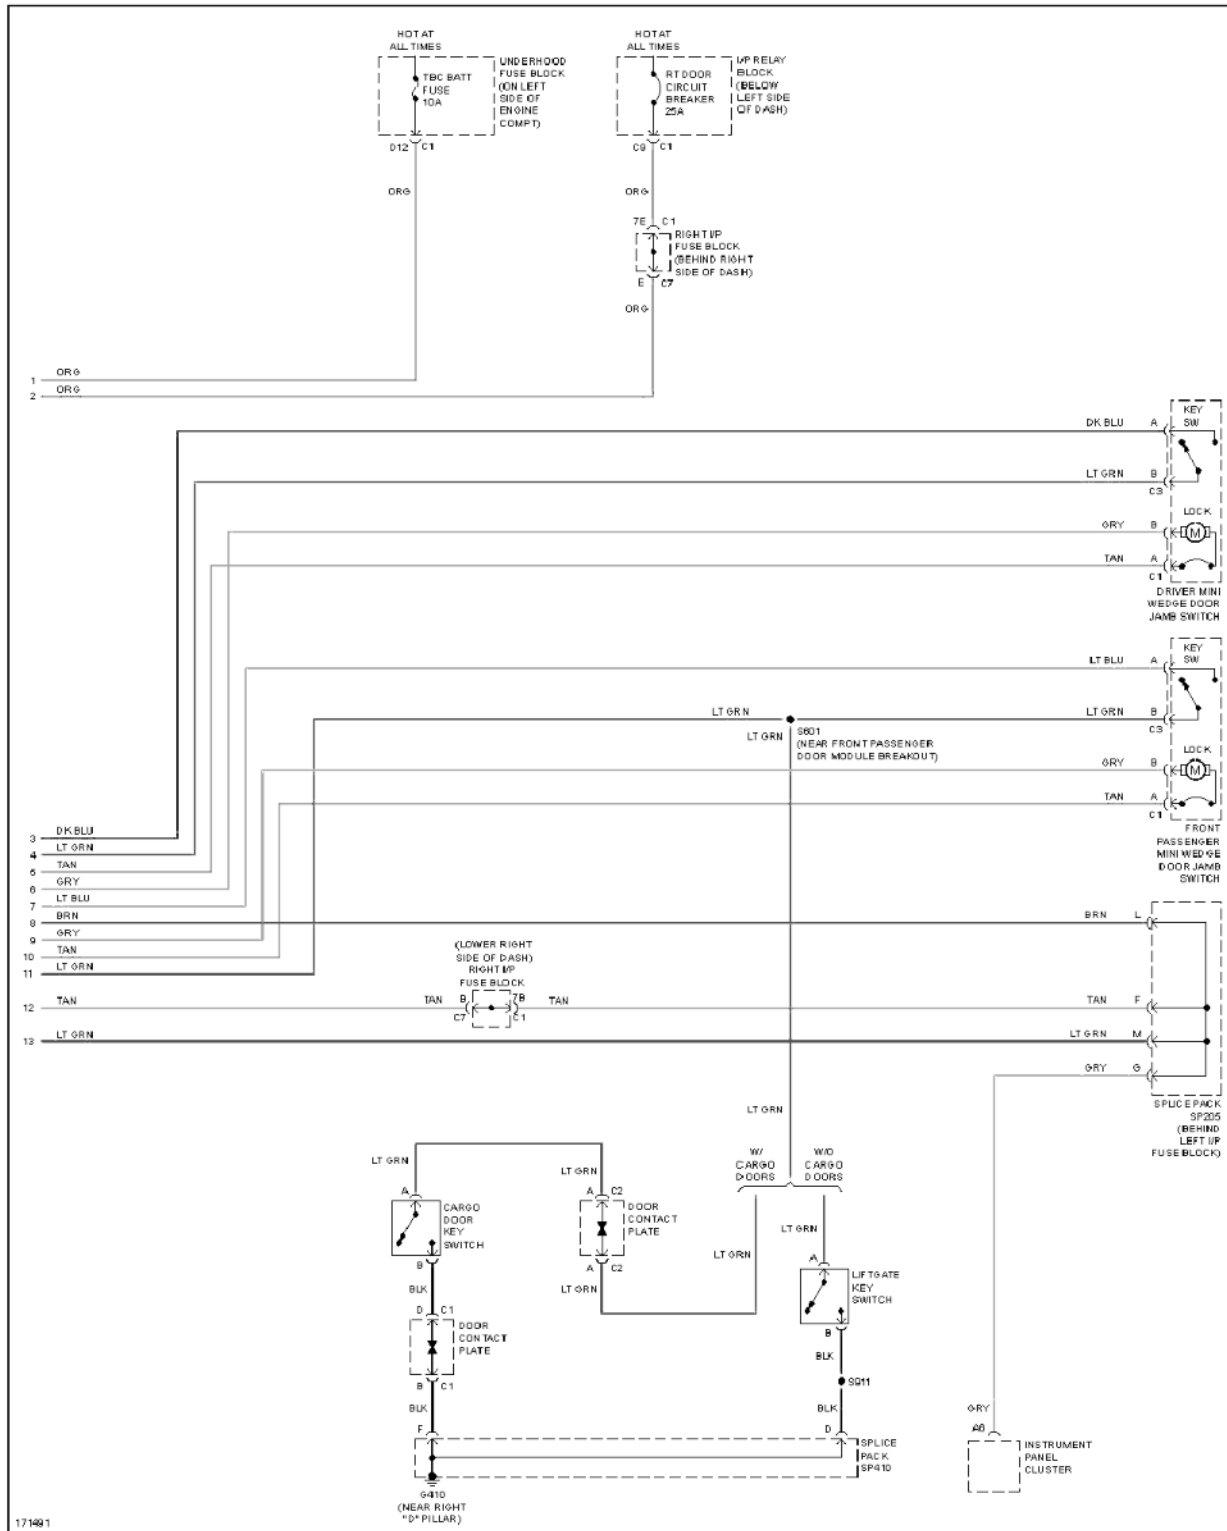 HOT AT
ALL TIMES
HOT AT
ALL TIMES
TBC BATT
FUSE
10A
UNDERHOOD
FUSE BLOCK
(ON LEFT
SIDE OF
ENGINE
COMPT)
RT DOOR
CIRCUIT
BREAKER
25A
I/P RELAY
BLOCK
(BELOW
LEFT SIDE
OF DASH)
D12 C1
C9 C1
ORG
ORG
7E C1
RIGHT I/P
FUSE BLOCK
(BEHIND RIGHT
SIDE OF DASH)
E C7
ORG
1 ORG
2 ORG
KEY
SW
DK BLU A
LT GRN B
C3
LOCK
GRY B
M
TAN A
C1
DRIVER MINI
WEDGE DOOR
JAMB SWITCH
KEY
SW
LT BLU A
LT GRN
LT GRN B
C3
LT GRN
S601
(NEAR FRONT PASSENGER
DOOR MODULE BREAKOUT)
LOCK
GRY B
M
TAN A
C1
FRONT
PASSENGER
MINI WEDGE
DOOR JAMB
SWITCH
3 DK BLU
4 LT GRN
5 TAN
6 GRY
7 LT BLU
8 BRN
9 GRY
10 TAN
11 LT GRN
12 TAN
13 LT GRN
(LOWER RIGHT
SIDE OF DASH)
RIGHT I/P
FUSE BLOCK
TAN B 7B TAN
C7 C1
BRN L
TAN F
LT GRN M
GRY G
SPLICE PACK
SP205
(BEHIND
LEFT I/P
FUSE BLOCK)
LT GRN
W/
CARGO
DOORS
W/O
CARGO
DOORS
LT GRN
LT GRN
A
A C2
CARGO
DOOR
KEY
SWITCH
DOOR
CONTACT
PLATE
LT GRN
LT GRN
B
A C2
LT GRN
A
LIFTGATE
KEY
SWITCH
BLK
D C1
DOOR
CONTACT
PLATE
B
BLK
S911
B C1
BLK
BLK
F
D
SPLICE
PACK
SP410
G410
(NEAR RIGHT
"D" PILLAR)
GRY
A6
INSTRUMENT
PANEL
CLUSTER
171491